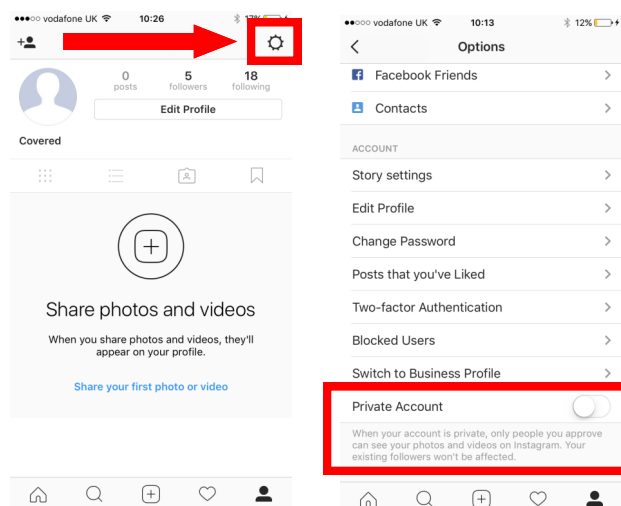 vodafone UK 10:26 17%
0 5 18
posts followers following
Edit Profile
Covered
Share photos and videos
When you share photos and videos, they'll
appear on your profile.
Share your first photo or video
vodafone UK 10:13 12%
Options
Facebook Friends
Contacts
ACCOUNT
Story settings
Edit Profile
Change Password
Posts that you've Liked
Two-factor Authentication
Blocked Users
Switch to Business Profile
Private Account
When your account is private, only people you approve
can see your photos and videos on Instagram. Your
existing followers won't be affected.